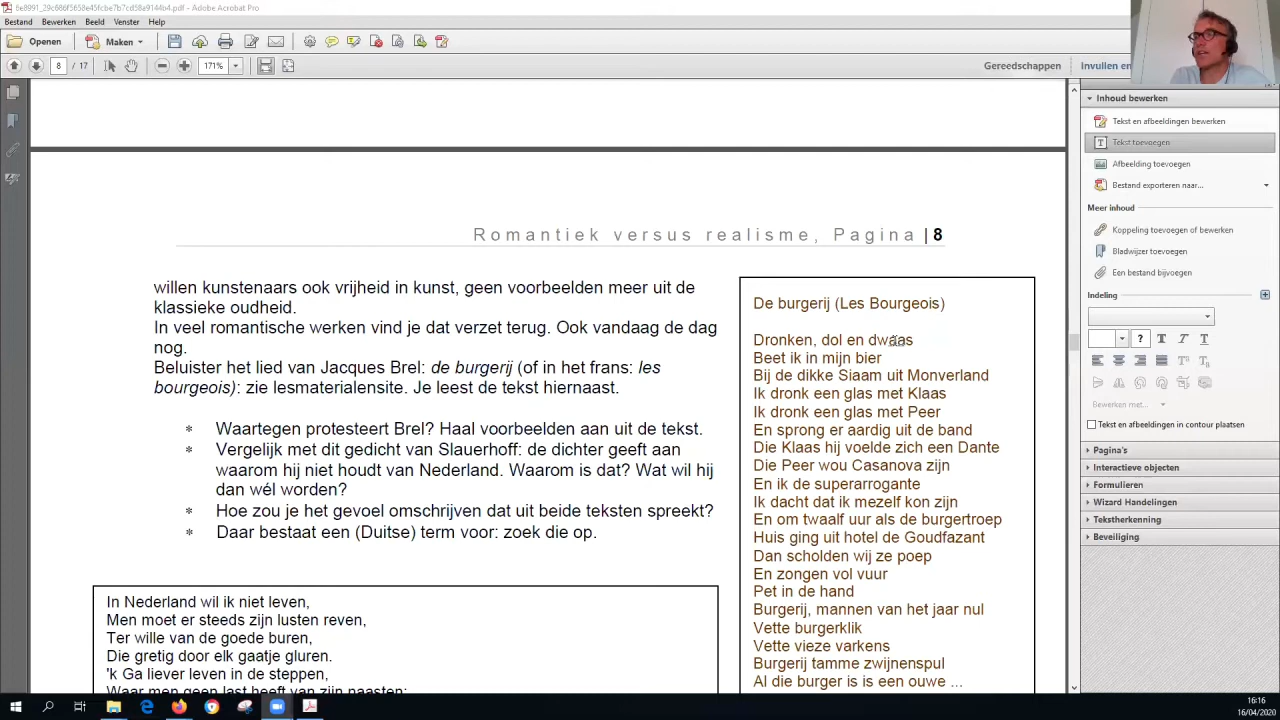 6e8991_29c686f5658e45fcbe7b7cd58e9144b4.pdf - Adobe Acrobat Pro
Bestand Bewerken Beeld Venster Help
Openen Maken
8 / 17 171% Gereedschappen Invullen en
Inhoud bewerken
Tekst en afbeeldingen bewerken
Tekst toevoegen
Afbeelding toevoegen
Bestand exporteren naar...
Meer inhoud
Koppeling toevoegen of bewerken
Bladwijzer toevoegen
Een bestand bijvoegen
Indeling
Bewerken met...
Tekst en afbeeldingen in contour plaatsen
Pagina's
Interactieve objecten
Formulieren
Wizard Handelingen
Tekstherkenning
Beveiliging
Romantiek versus realisme, Pagina |8
willen kunstenaars ook vrijheid in kunst, geen voorbeelden meer uit de
klassieke oudheid.
In veel romantische werken vind je dat verzet terug. Ook vandaag de dag
nog.
Beluister het lied van Jacques Brel: de burgerij (of in het frans: les
bourgeois): zie lesmaterialensite. Je leest de tekst hiernaast.
* Waartegen protesteert Brel? Haal voorbeelden aan uit de tekst.
* Vergelijk met dit gedicht van Slauerhoff: de dichter geeft aan
waarom hij niet houdt van Nederland. Waarom is dat? Wat wil hij
dan wél worden?
* Hoe zou je het gevoel omschrijven dat uit beide teksten spreekt?
* Daar bestaat een (Duitse) term voor: zoek die op.
In Nederland wil ik niet leven,
Men moet er steeds zijn lusten reven,
Ter wille van de goede buren,
Die gretig door elk gaatje gluren.
'k Ga liever leven in de steppen,
Waar men geen last heeft van zijn naasten:
De burgerij (Les Bourgeois)
Dronken, dol en dwaas
Beet ik in mijn bier
Bij de dikke Siaam uit Monverland
Ik dronk een glas met Klaas
Ik dronk een glas met Peer
En sprong er aardig uit de band
Die Klaas hij voelde zich een Dante
Die Peer wou Casanova zijn
En ik de superarrogante
Ik dacht dat ik mezelf kon zijn
En om twaalf uur als de burgertroep
Huis ging uit hotel de Goudfazant
Dan scholden wij ze poep
En zongen vol vuur
Pet in de hand
Burgerij, mannen van het jaar nul
Vette burgerklik
Vette vieze varkens
Burgerij tamme zwijnenspul
Al die burger is is een ouwe ...
16:16
16/04/2020